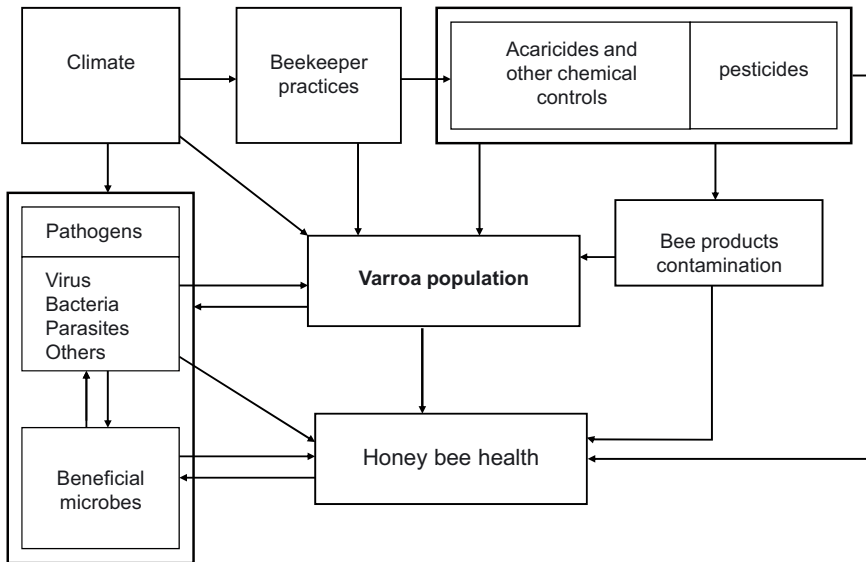 Climate
Beekeeper
practices
Acaricides and
other chemical
controls
pesticides
Pathogens
Virus
Bacteria
Parasites
Others
Varroa population
Bee products
contamination
Beneficial
microbes
Honey bee health